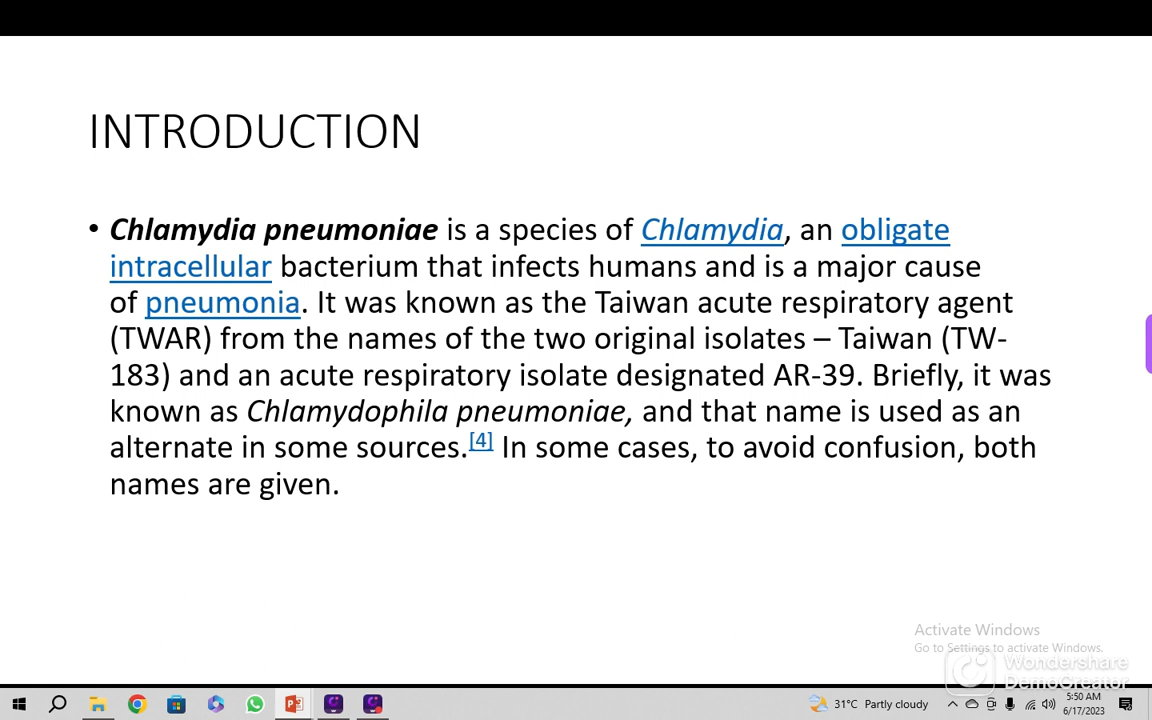 INTRODUCTION
• Chlamydia pneumoniae is a species of Chlamydia, an obligate
intracellular bacterium that infects humans and is a major cause
of pneumonia. It was known as the Taiwan acute respiratory agent
(TWAR) from the names of the two original isolates – Taiwan (TW-
183) and an acute respiratory isolate designated AR-39. Briefly, it was
known as Chlamydophila pneumoniae, and that name is used as an
alternate in some sources.[4] In some cases, to avoid confusion, both
names are given.
Activate Windows
Go to Settings to activate Windows.
Wondershare
DemoCreator
31°C Partly cloudy
5:50 AM
6/17/2023